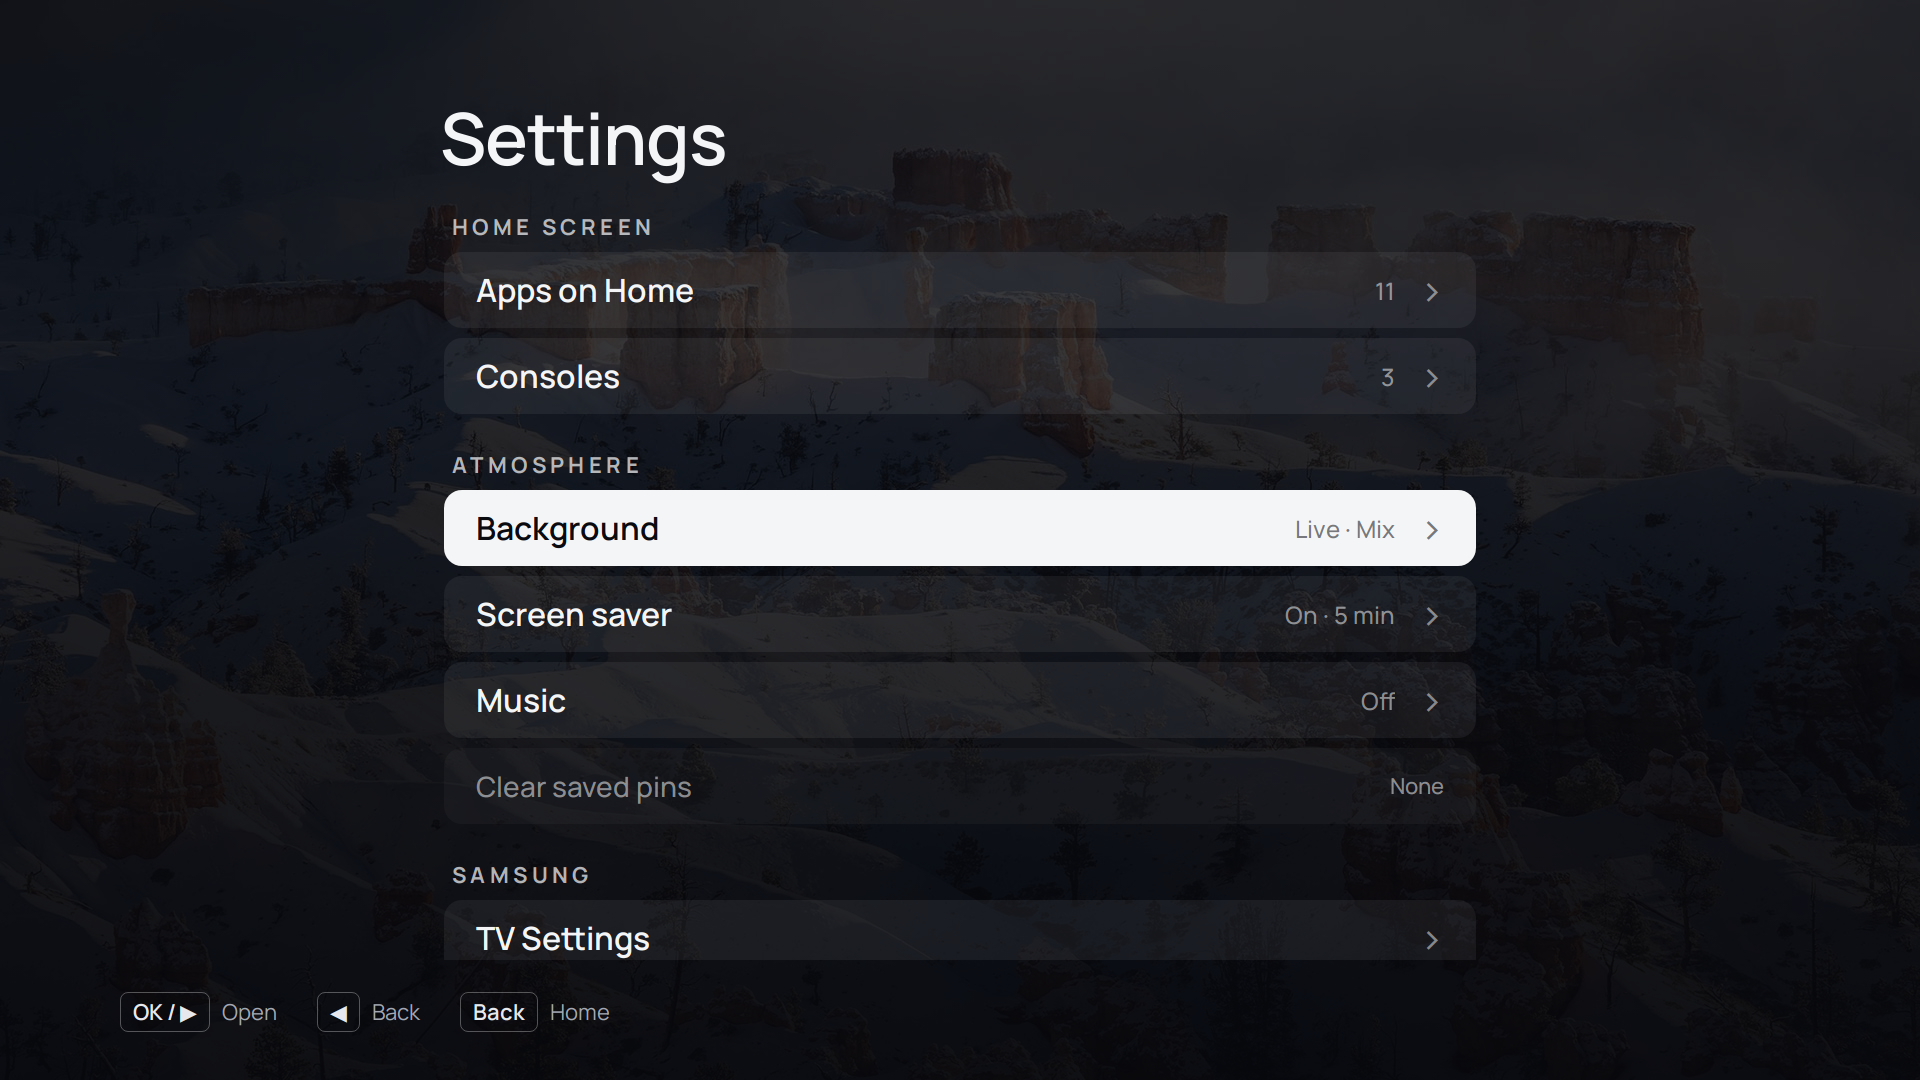 Settings
HOME SCREEN
Apps on Home 11
Consoles 3
ATMOSPHERE
Background Live · Mix
Screen saver On · 5 min
Music Off
Clear saved pins None
SAMSUNG
TV Settings
OK / ▶ Open ◀ Back Back Home